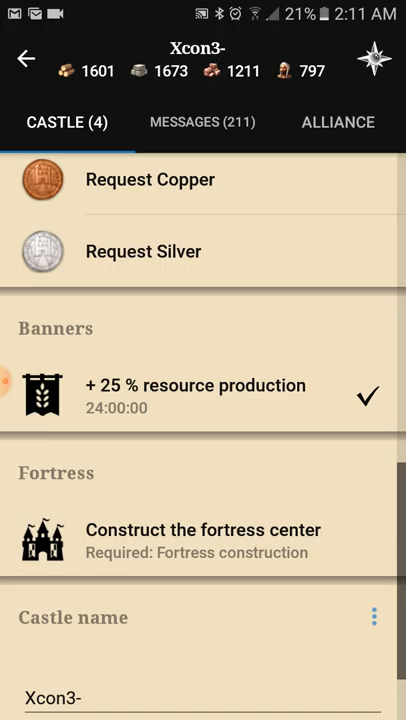 21% 2:11 AM
Xcon3-
1601 1673 1211 797
CASTLE (4) MESSAGES (211) ALLIANCE
Request Copper
Request Silver
Banners
+ 25 % resource production
24:00:00
Fortress
Construct the fortress center
Required: Fortress construction
Castle name
Xcon3-